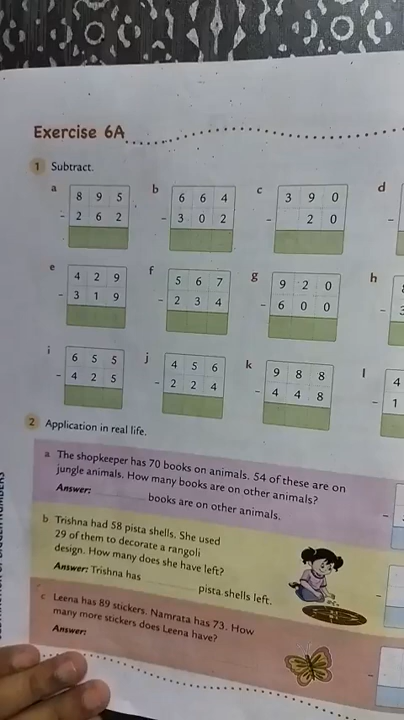 Exercise 6A
1 Subtract.
a b c d
8 9 5 6 6 4 3 9 0
- 2 6 2 - 3 0 2 - 2 0 -
e f g h
4 2 9 5 6 7 9 2 0
- 3 1 9 - 2 3 4 - 6 0 0 -
i j k l
6 5 5 4 5 6 9 8 8 4
- 4 2 5 - 2 2 4 - 4 4 8 - 1
2 Application in real life.
a The shopkeeper has 70 books on animals. 54 of these are on
jungle animals. How many books are on other animals?
Answer: books are on other animals.
b Trishna had 58 pista shells. She used
29 of them to decorate a rangoli
design. How many does she have left?
Answer: Trishna has pista shells left.
c Leena has 89 stickers. Namrata has 73. How
many more stickers does Leena have?
Answer: